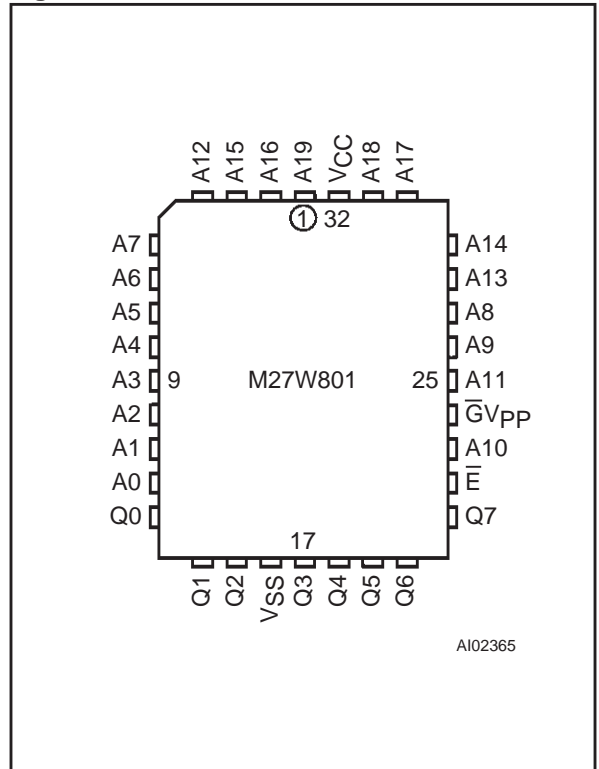 A12 A15 A16 A19 VCC A18 A17
1 32
A7 A14
A6 A13
A5 A8
A4 A9
A3 9 M27W801 25 A11
A2 G̅VPP
A1 A10
A0 E̅
Q0 Q7
17
Q1 Q2 VSS Q3 Q4 Q5 Q6
AI02365